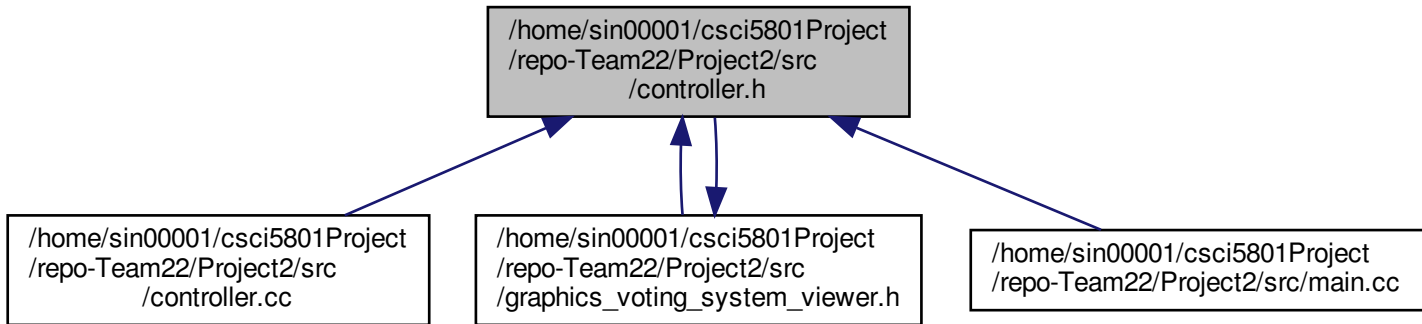 /home/sin00001/csci5801Project
/repo-Team22/Project2/src
/controller.h
/home/sin00001/csci5801Project
/repo-Team22/Project2/src
/controller.cc
/home/sin00001/csci5801Project
/repo-Team22/Project2/src
/graphics_voting_system_viewer.h
/home/sin00001/csci5801Project
/repo-Team22/Project2/src/main.cc